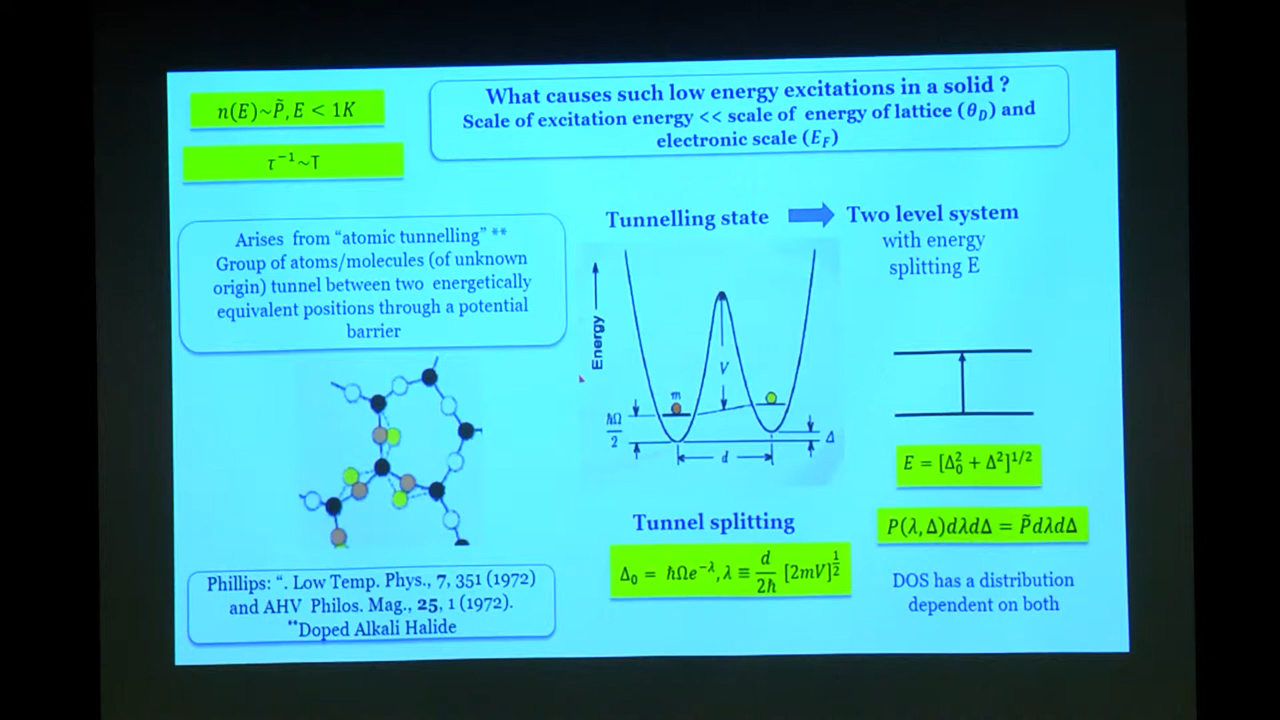 n(E)~P̃, E < 1K
τ⁻¹~T
What causes such low energy excitations in a solid ?
Scale of excitation energy << scale of energy of lattice (θ_D) and
electronic scale (E_F)
Arises from “atomic tunnelling” **
Group of atoms/molecules (of unknown
origin) tunnel between two energetically
equivalent positions through a potential
barrier
Tunnelling state
Two level system
with energy
splitting E
Energy
V
m
ħΩ
2
d
Δ
E = [Δ₀² + Δ²]^1/2
Tunnel splitting
Δ₀ = ħΩe^-λ, λ ≡ d/2ħ [2mV]^1/2
P(λ, Δ)dλdΔ = P̃dλdΔ
DOS has a distribution
dependent on both
Phillips: “. Low Temp. Phys., 7, 351 (1972)
and AHV Philos. Mag., 25, 1 (1972).
**Doped Alkali Halide